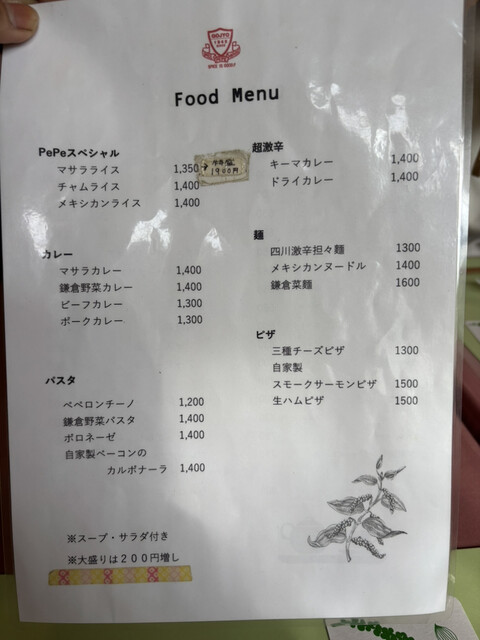 Food Menu
PePeスペシャル
マサラライス 1,350
→特盛 1900円
チャムライス 1,400
メキシカンライス 1,400
カレー
マサラカレー 1,400
鎌倉野菜カレー 1,400
ビーフカレー 1,300
ポークカレー 1,300
パスタ
ペペロンチーノ 1,200
鎌倉野菜パスタ 1,400
ボロネーゼ 1,400
自家製ベーコンの
カルボナーラ 1,400
※スープ・サラダ付き
※大盛りは200円増し
超激辛
キーマカレー 1,400
ドライカレー 1,400
麺
四川激辛担々麺 1300
メキシカンヌードル 1400
鎌倉菜麺 1600
ピザ
三種チーズピザ 1300
自家製
スモークサーモンピザ 1500
生ハムピザ 1500